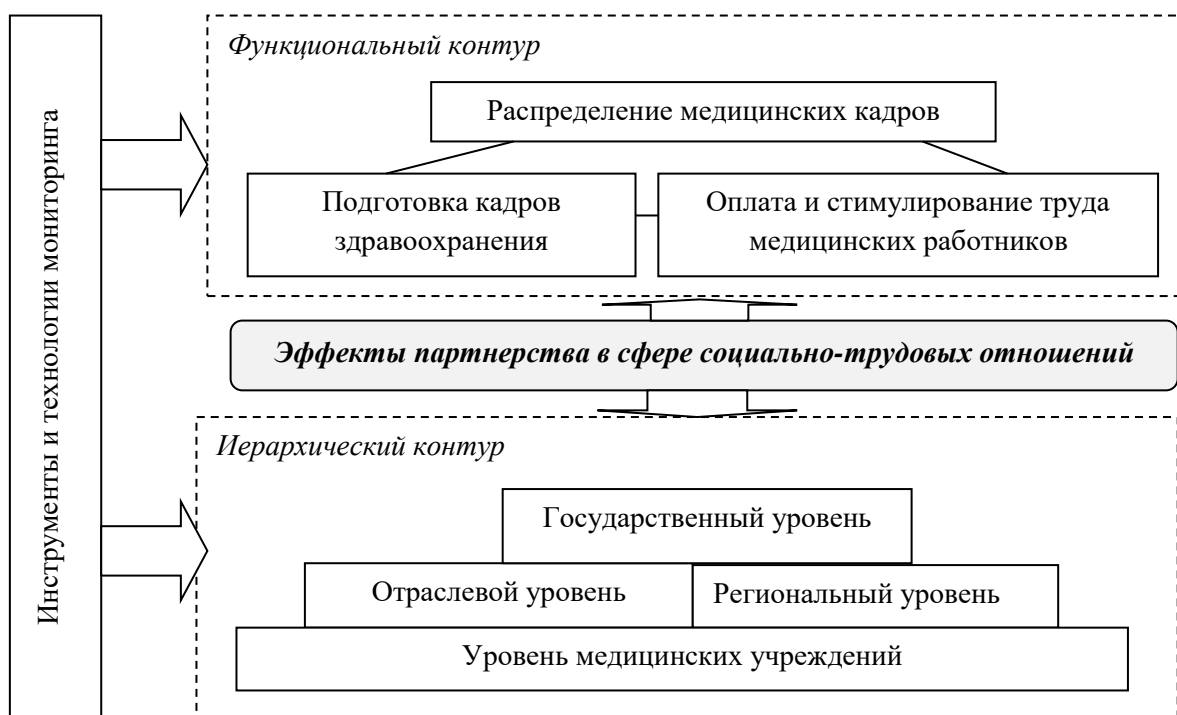 Инструменты и технологии мониторинга
Функциональный контур
Распределение медицинских кадров
Подготовка кадров
здравоохранения
Оплата и стимулирование труда
медицинских работников
Эффекты партнерства в сфере социально-трудовых отношений
Иерархический контур
Государственный уровень
Отраслевой уровень
Региональный уровень
Уровень медицинских учреждений